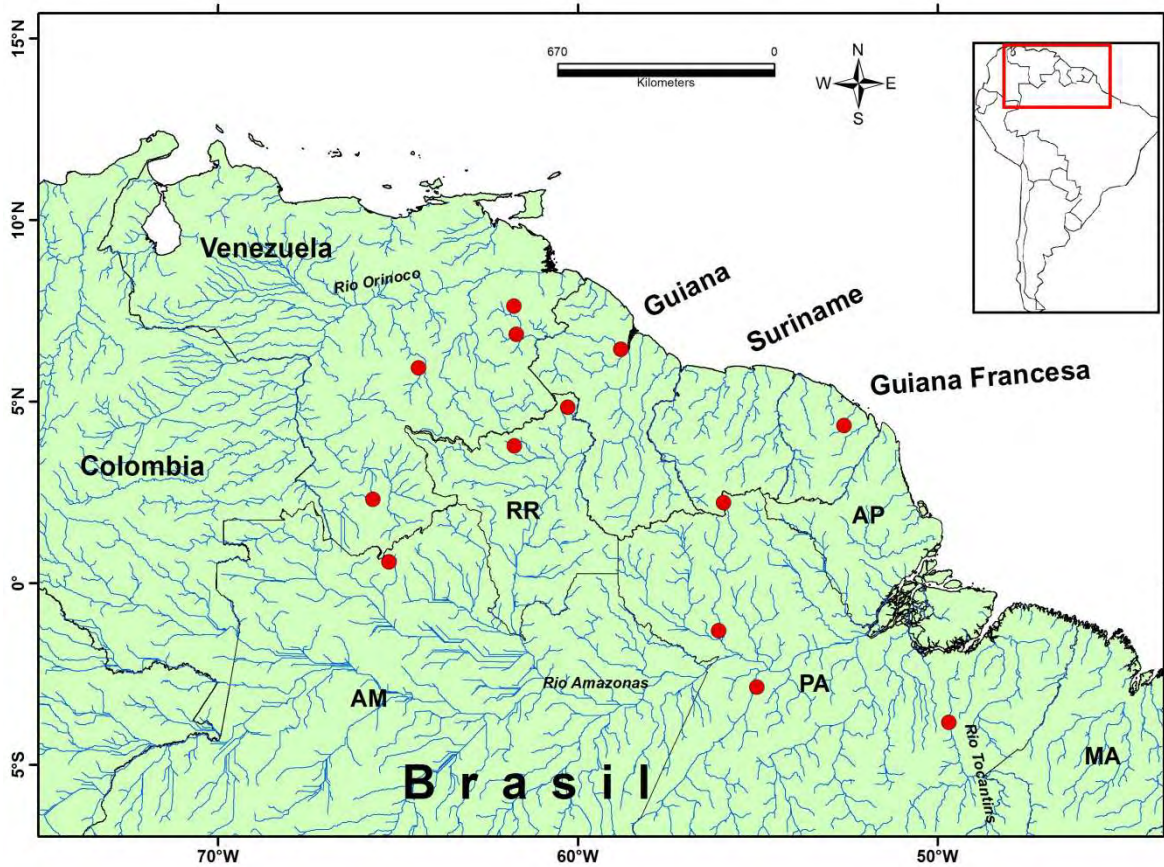 15°N
10°N
5°N
0°
5°S
70°W
60°W
50°W
670
0
Kilometers
N
W
E
S
Venezuela
Rio Orinoco
Guiana
Suriname
Guiana Francesa
Colombia
RR
AP
AM
Rio Amazonas
PA
Rio Tocantins
MA
Brasil